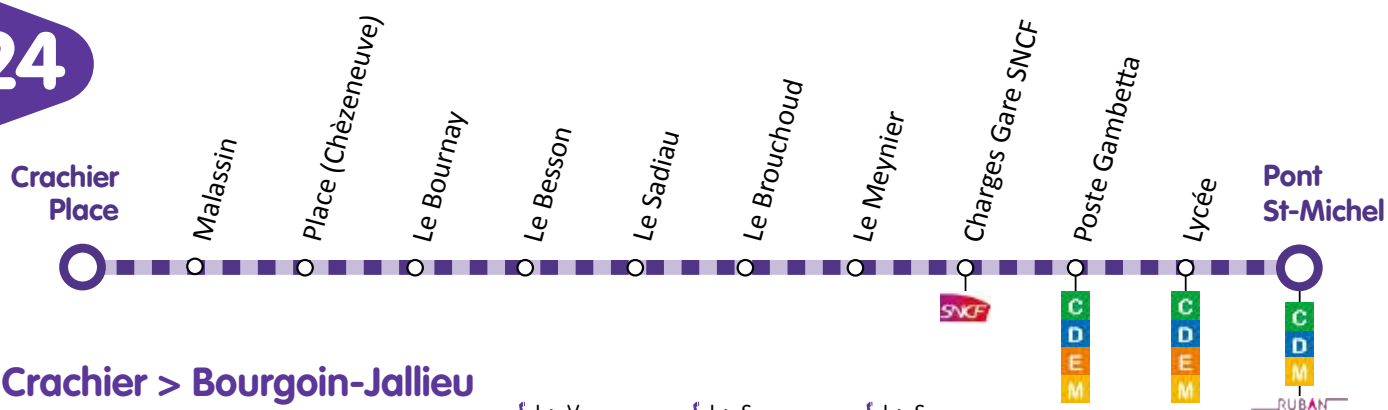 24
Crachier
Place
Malassin
Place (Chèzeneuve)
Le Bournay
Le Besson
Le Sadiau
Le Brouchoud
Le Meynier
Charges Gare SNCF
Poste Gambetta
Lycée
Pont
St-Michel
SNCF
C
D
E
M
C
D
E
M
C
D
M
RUBAN
Crachier > Bourgoin-Jallieu